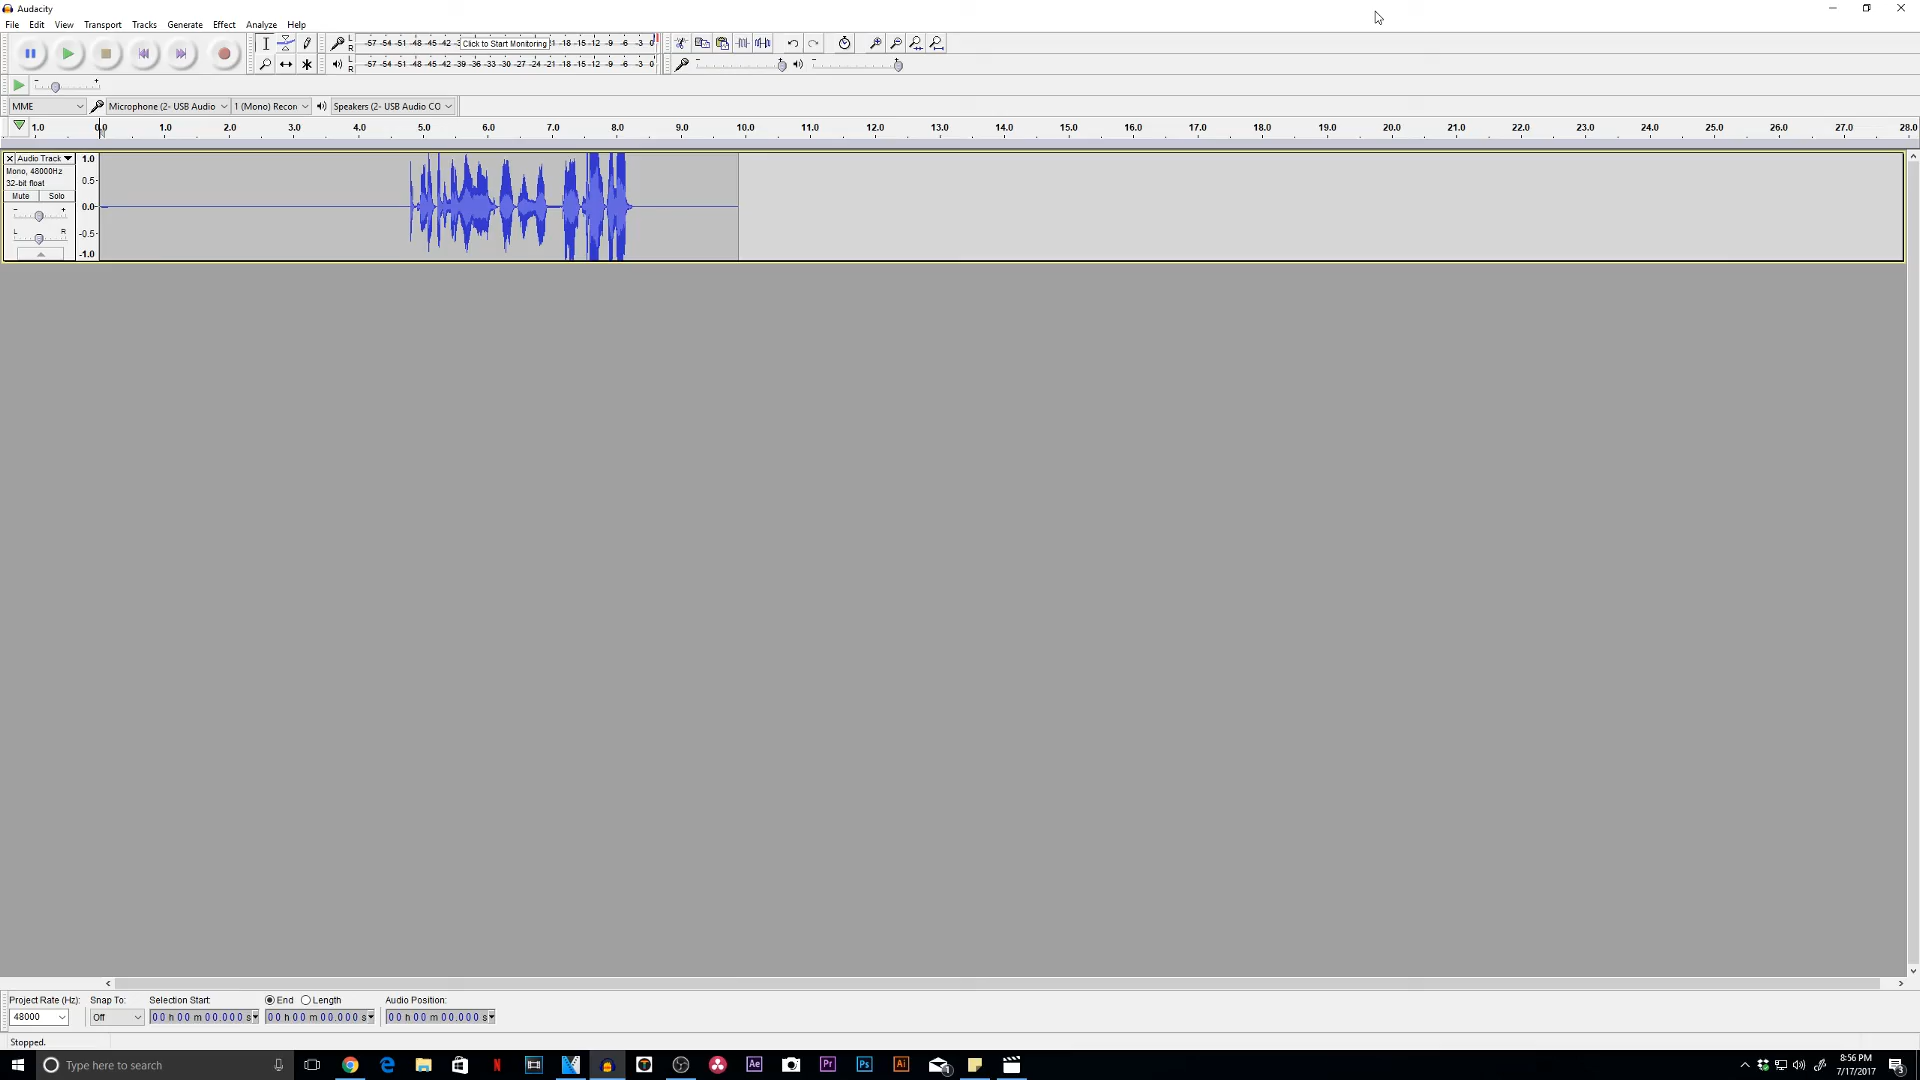 Audacity
File Edit View Transport Tracks Generate Effect Analyze Help
L
R
-57 -54 -51 -48 -45 -42 -3 Click to Start Monitoring 1 -18 -15 -12 -9 -6 -3 0
L
R
-57 -54 -51 -48 -45 -42 -39 -36 -33 -30 -27 -24 -21 -18 -15 -12 -9 -6 -3 0
MME Microphone (2- USB Audio 1 (Mono) Recon Speakers (2- USB Audio CO
1.0 0.0 1.0 2.0 3.0 4.0 5.0 6.0 7.0 8.0 9.0 10.0 11.0 12.0 13.0 14.0 15.0 16.0 17.0 18.0 19.0 20.0 21.0 22.0 23.0 24.0 25.0 26.0 27.0 28.0
Audio Track
Mono, 48000Hz
32-bit float
Mute Solo
- +
L R
1.0
0.5-
0.0-
-0.5-
-1.0
Project Rate (Hz): Snap To: Selection Start: End Length Audio Position:
48000 Off 00 h 00 m 00.000 s 00 h 00 m 00.000 s 00 h 00 m 00.000 s
Stopped.
Type here to search
N T Ae Pr Ps Ai 1
8:56 PM
7/17/2017
3